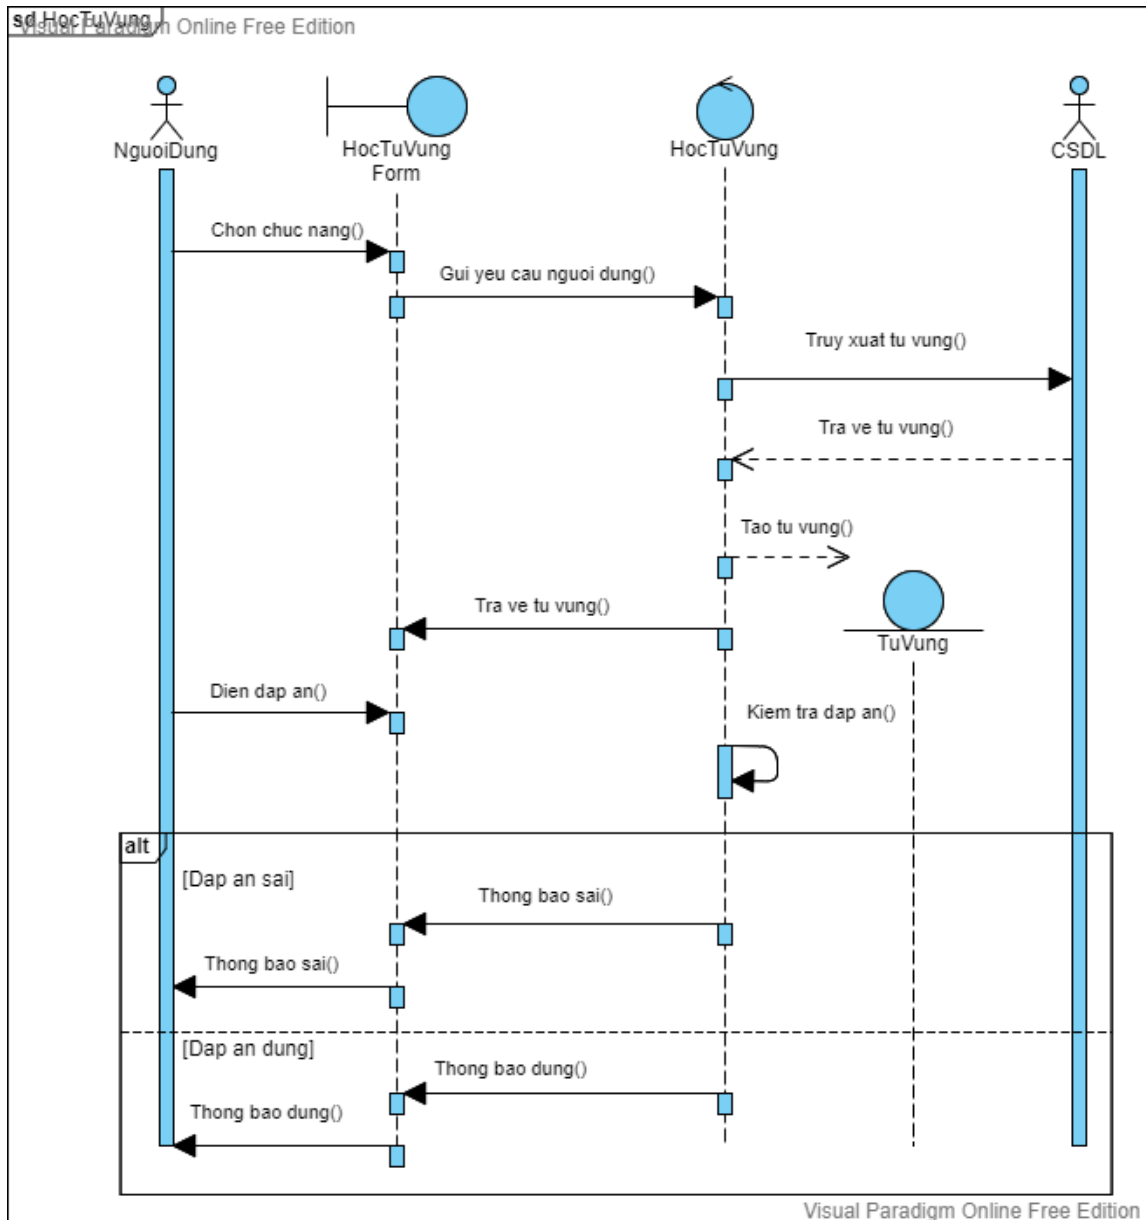 sd HocTuVung
Visual Paradigm Online Free Edition
NguoiDung
HocTuVung
Form
HocTuVung
CSDL
Chon chuc nang()
Gui yeu cau nguoi dung()
Truy xuat tu vung()
Tra ve tu vung()
Tao tu vung()
Tra ve tu vung()
TuVung
Dien dap an()
Kiem tra dap an()
alt
[Dap an sai]
Thong bao sai()
Thong bao sai()
[Dap an dung]
Thong bao dung()
Thong bao dung()
Visual Paradigm Online Free Edition